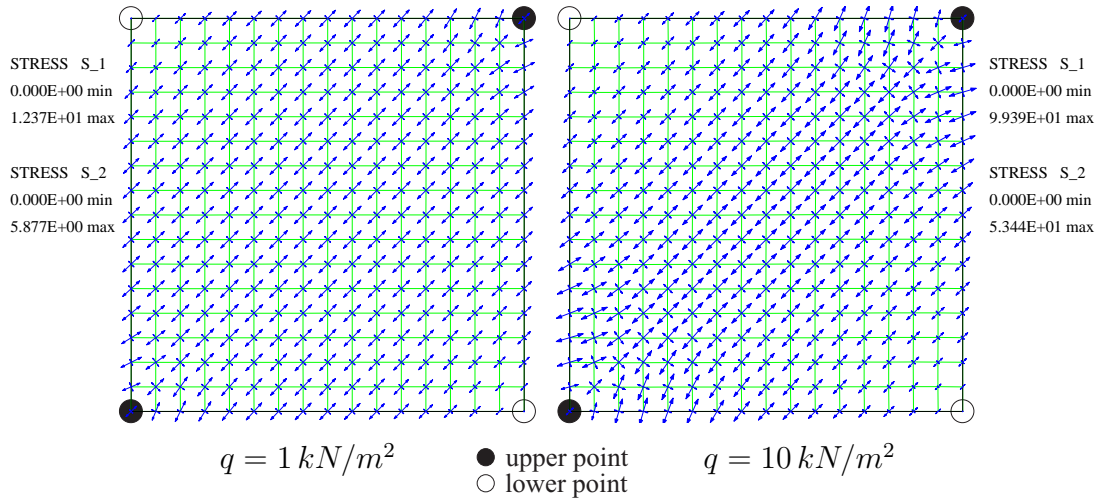 STRESS S_1
0.000E+00 min
1.237E+01 max
STRESS S_2
0.000E+00 min
5.877E+00 max
STRESS S_1
0.000E+00 min
9.939E+01 max
STRESS S_2
0.000E+00 min
5.344E+01 max
q = 1 kN/m²
upper point
lower point
q = 10 kN/m²